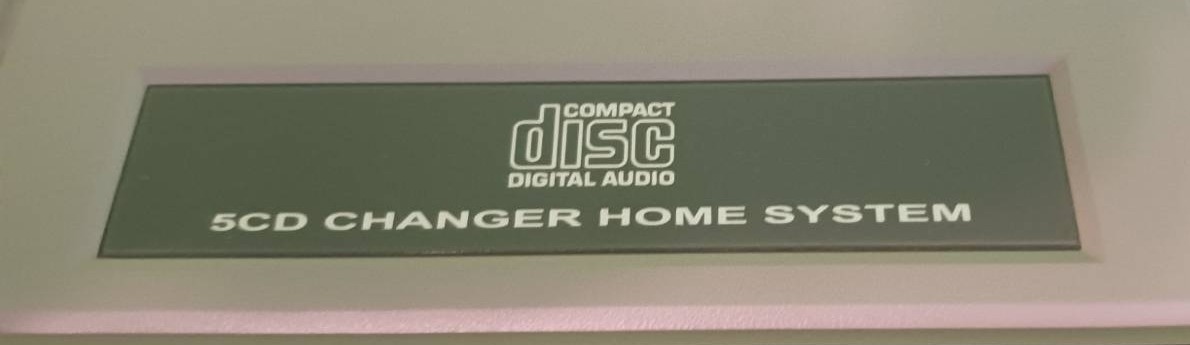 COMPACT
disc
DIGITAL AUDIO
5CD CHANGER HOME SYSTEM